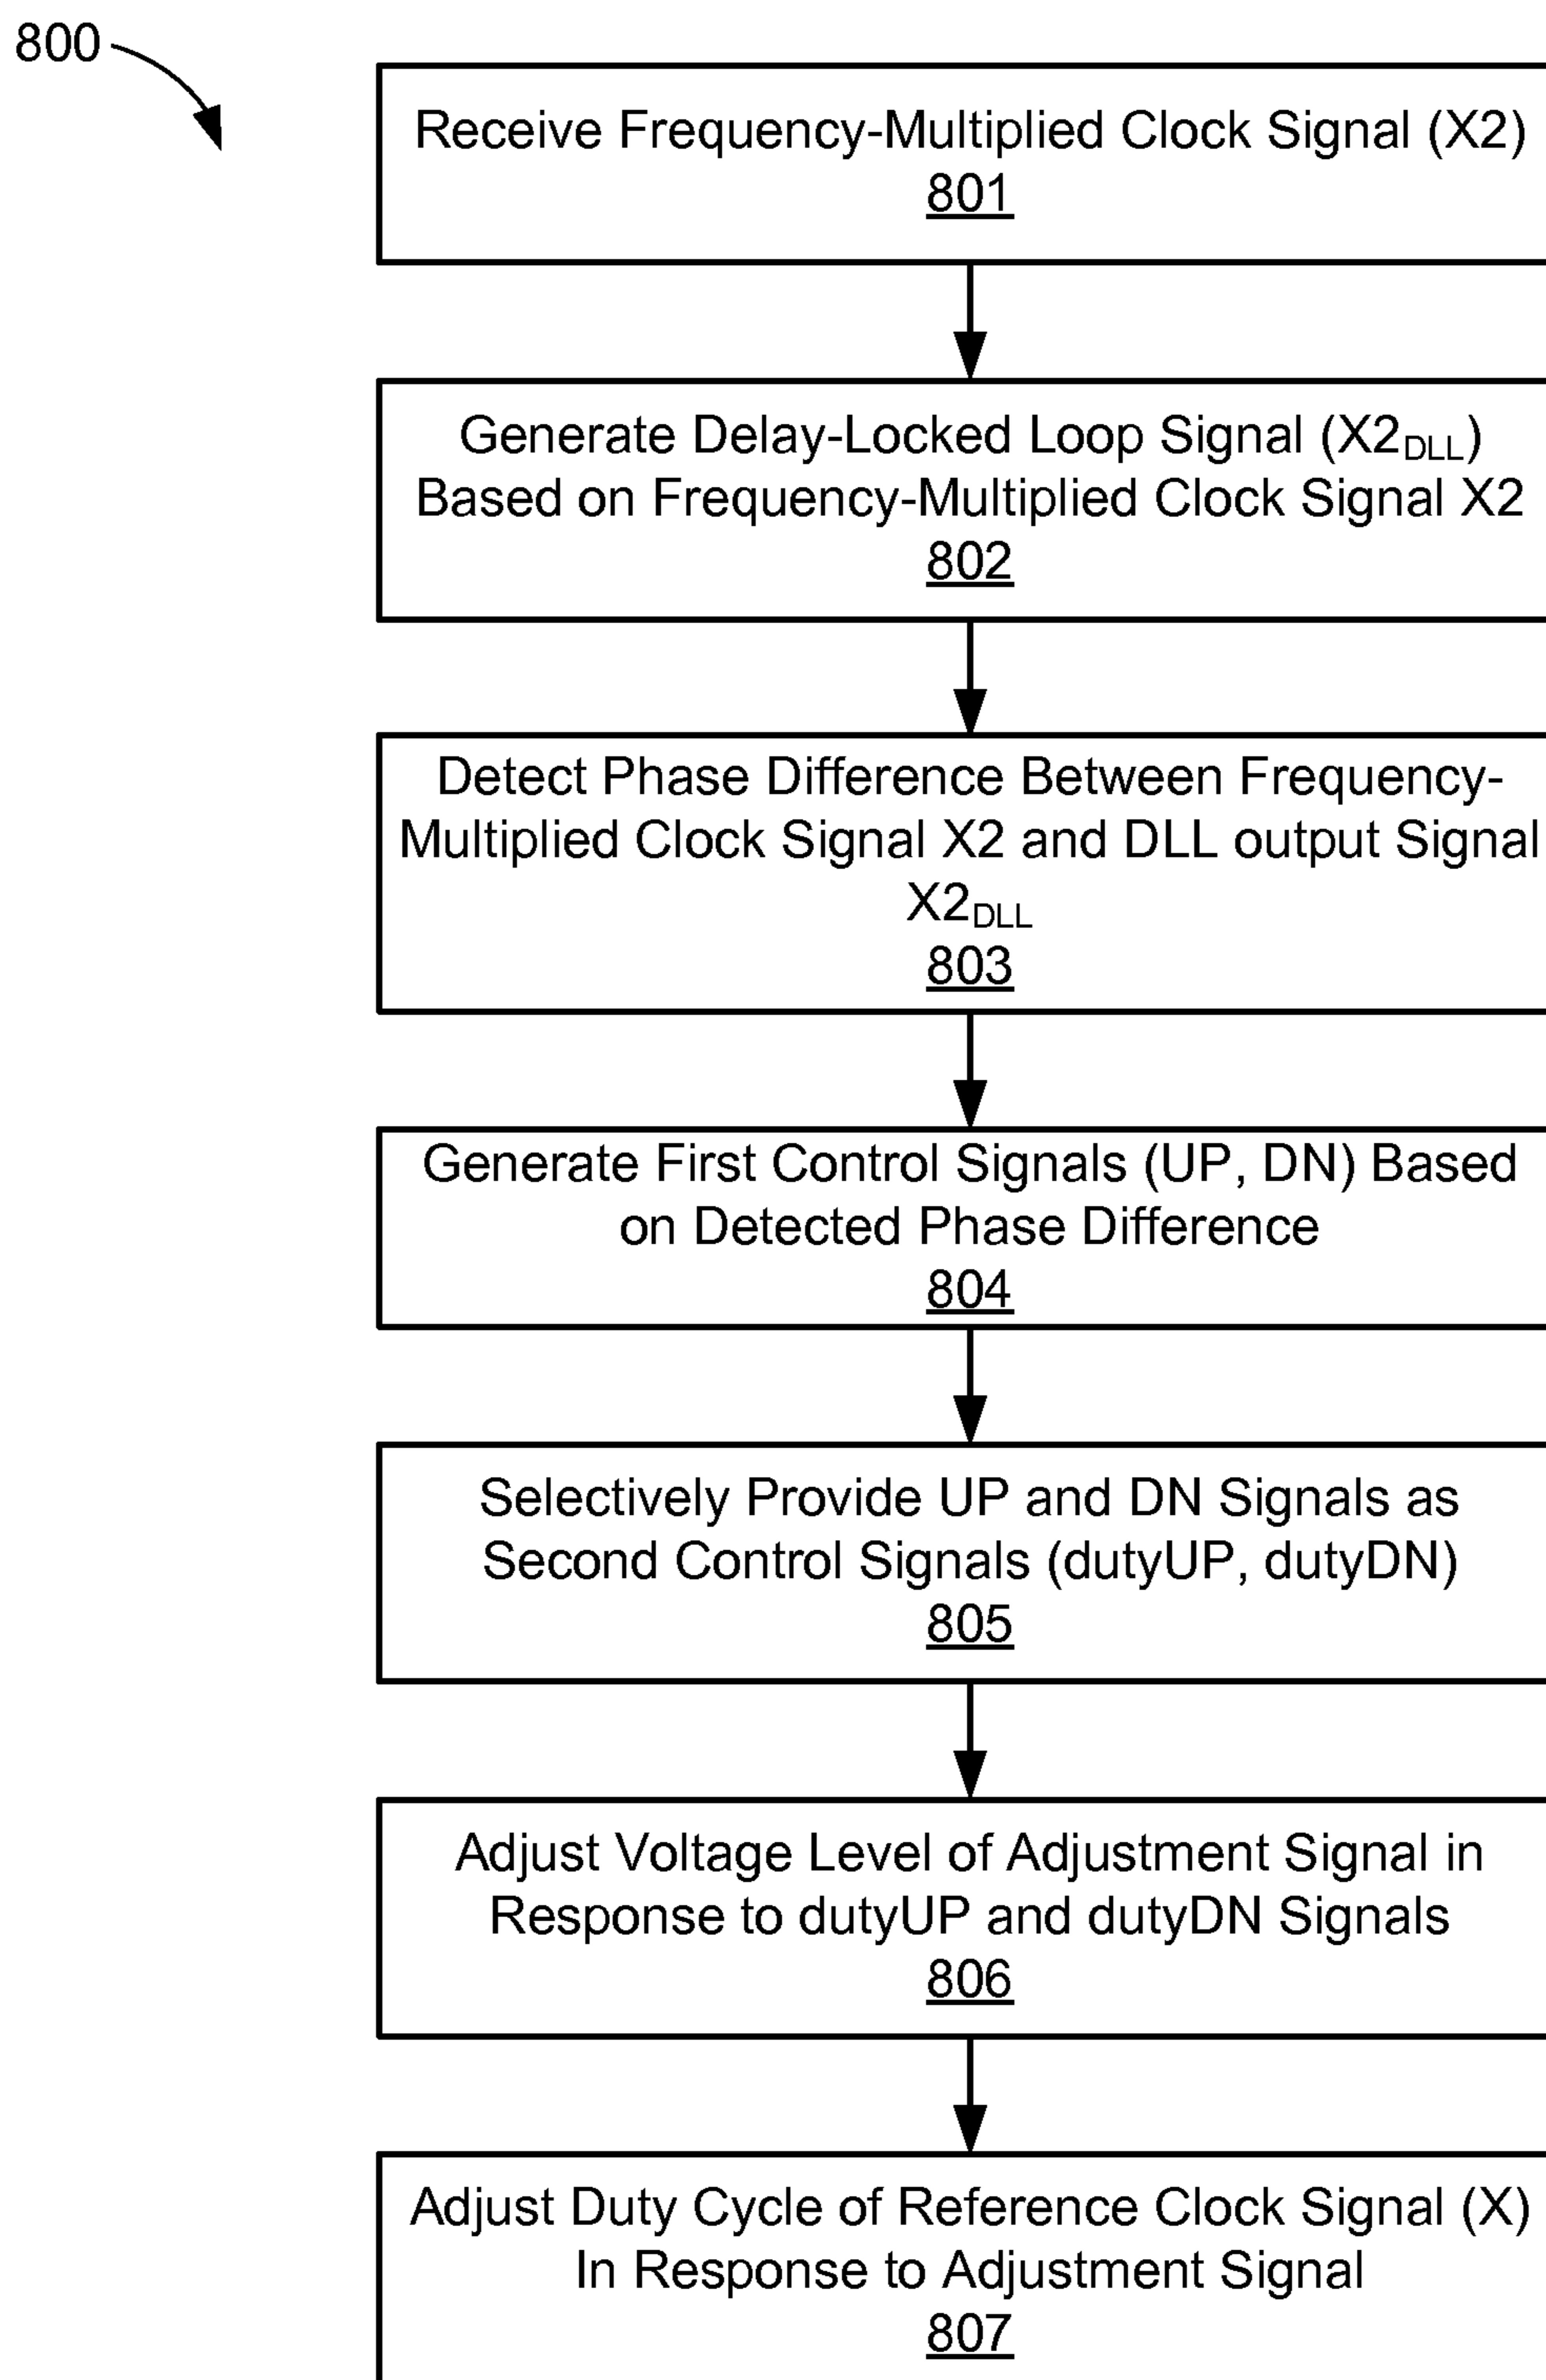 800
Receive Frequency-Multiplied Clock Signal (X2)
801
Generate Delay-Locked Loop Signal (X2DLL)
Based on Frequency-Multiplied Clock Signal X2
802
Detect Phase Difference Between Frequency-
Multiplied Clock Signal X2 and DLL output Signal
X2DLL
803
Generate First Control Signals (UP, DN) Based
on Detected Phase Difference
804
Selectively Provide UP and DN Signals as
Second Control Signals (dutyUP, dutyDN)
805
Adjust Voltage Level of Adjustment Signal in
Response to dutyUP and dutyDN Signals
806
Adjust Duty Cycle of Reference Clock Signal (X)
In Response to Adjustment Signal
807